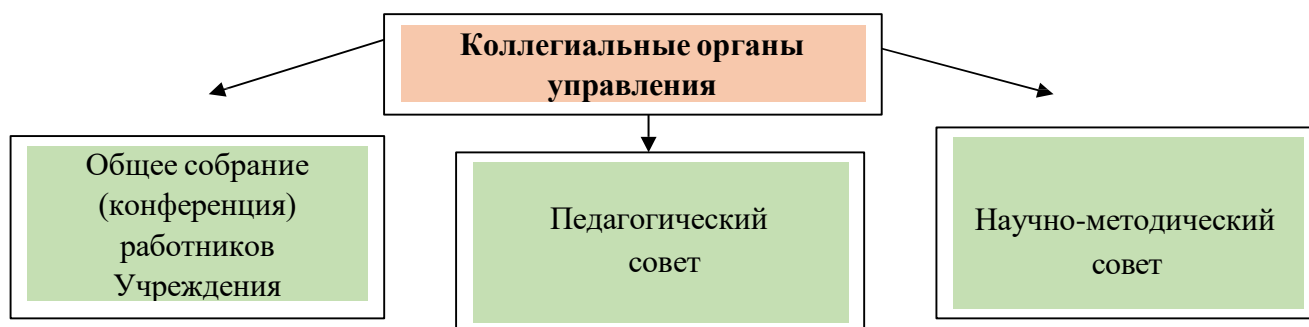 Коллегиальные органы
управления
Общее собрание
(конференция)
работников
Учреждения
Педагогический
совет
Научно-методический
совет